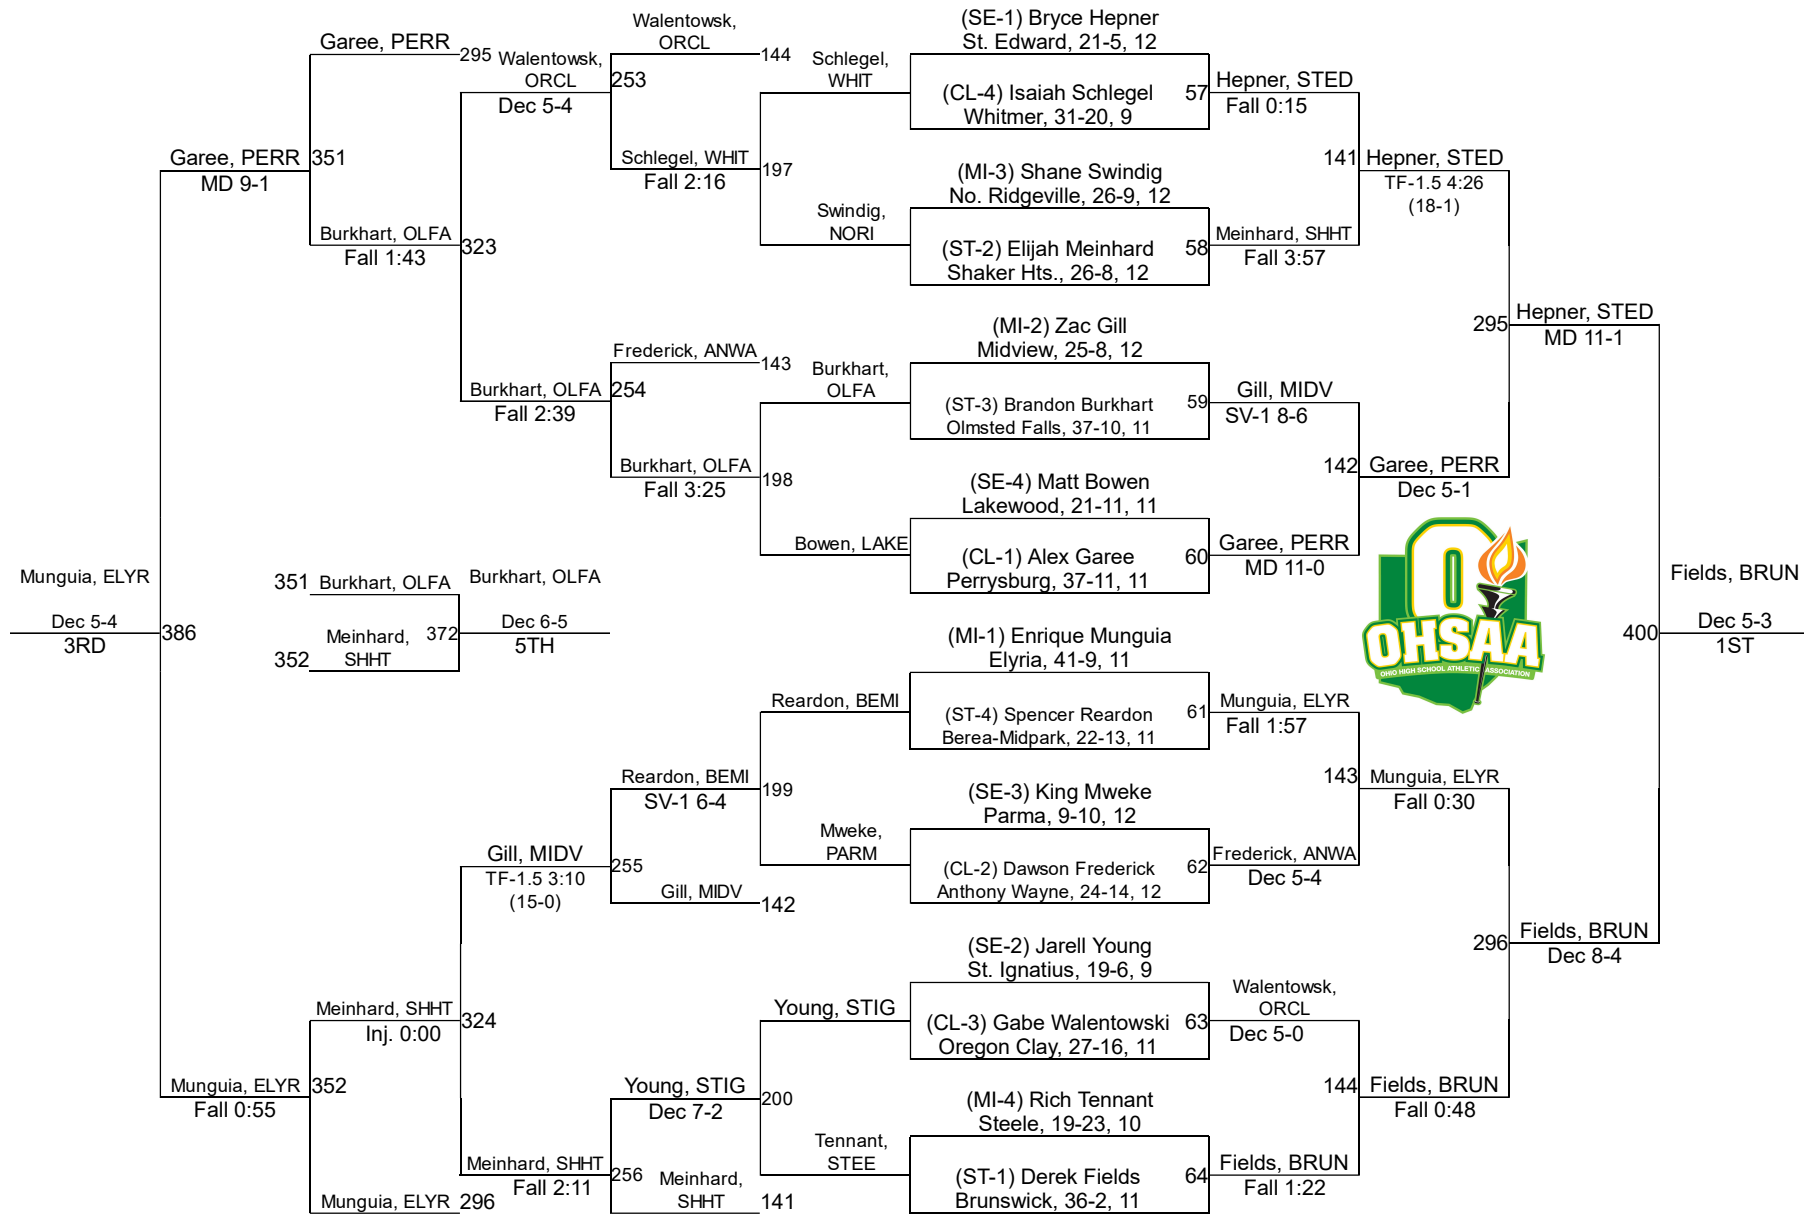 Garee, PERR
295
Garee, PERR
351
MD 9-1
Burkhart, OLFA
323
Fall 1:43
Walentowsk,
ORCL
253
Dec 5-4
Walentowsk,
ORCL
144
Schlegel, WHIT
197
Fall 2:16
Schlegel,
WHIT
Swindig,
NORI
Burkhart, OLFA
254
Fall 2:39
Frederick, ANWA
143
Burkhart, OLFA
198
Fall 3:25
Burkhart,
OLFA
Bowen, LAKE
Munguia, ELYR
Dec 5-4
386
3RD
351
Burkhart, OLFA
Meinhard,
SHHT
352
372
Burkhart, OLFA
Dec 6-5
5TH
Reardon, BEMI
Reardon, BEMI
199
SV-1 6-4
Mweke,
PARM
Gill, MIDV
255
TF-1.5 3:10
(15-0)
Gill, MIDV
142
Meinhard, SHHT
324
Inj. 0:00
Young, STIG
Young, STIG
200
Dec 7-2
Tennant,
STEE
Munguia, ELYR
352
Fall 0:55
Meinhard, SHHT
256
Fall 2:11
Meinhard,
SHHT
141
Munguia, ELYR
296
(SE-1) Bryce Hepner
St. Edward, 21-5, 12
(CL-4) Isaiah Schlegel
Whitmer, 31-20, 9
57
Hepner, STED
Fall 0:15
(MI-3) Shane Swindig
No. Ridgeville, 26-9, 12
(ST-2) Elijah Meinhard
Shaker Hts., 26-8, 12
58
Meinhard, SHHT
Fall 3:57
141
Hepner, STED
TF-1.5 4:26
(18-1)
(MI-2) Zac Gill
Midview, 25-8, 12
(ST-3) Brandon Burkhart
Olmsted Falls, 37-10, 11
59
Gill, MIDV
SV-1 8-6
(SE-4) Matt Bowen
Lakewood, 21-11, 11
(CL-1) Alex Garee
Perrysburg, 37-11, 11
60
Garee, PERR
MD 11-0
142
Garee, PERR
Dec 5-1
295
Hepner, STED
MD 11-1
(MI-1) Enrique Munguia
Elyria, 41-9, 11
(ST-4) Spencer Reardon
Berea-Midpark, 22-13, 11
61
Munguia, ELYR
Fall 1:57
(SE-3) King Mweke
Parma, 9-10, 12
(CL-2) Dawson Frederick
Anthony Wayne, 24-14, 12
62
Frederick, ANWA
Dec 5-4
143
Munguia, ELYR
Fall 0:30
(SE-2) Jarell Young
St. Ignatius, 19-6, 9
(CL-3) Gabe Walentowski
Oregon Clay, 27-16, 11
63
Walentowsk,
ORCL
Dec 5-0
(MI-4) Rich Tennant
Steele, 19-23, 10
(ST-1) Derek Fields
Brunswick, 36-2, 11
64
Fields, BRUN
Fall 1:22
144
Fields, BRUN
Fall 0:48
296
Fields, BRUN
Dec 8-4
Fields, BRUN
400
Dec 5-3
1ST
O
OHSAA
OHIO HIGH SCHOOL ATHLETIC ASSOCIATION